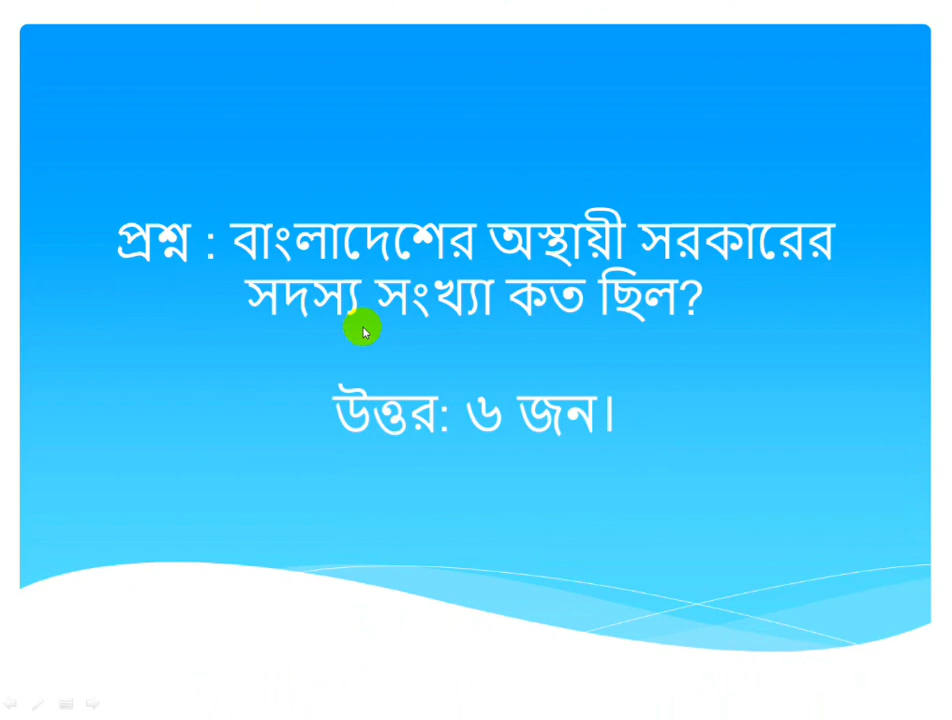 প্রশ্ন : বাংলাদেশের অস্থায়ী সরকারের
সদস্য সংখ্যা কত ছিল?
উত্তর: ৬ জন।